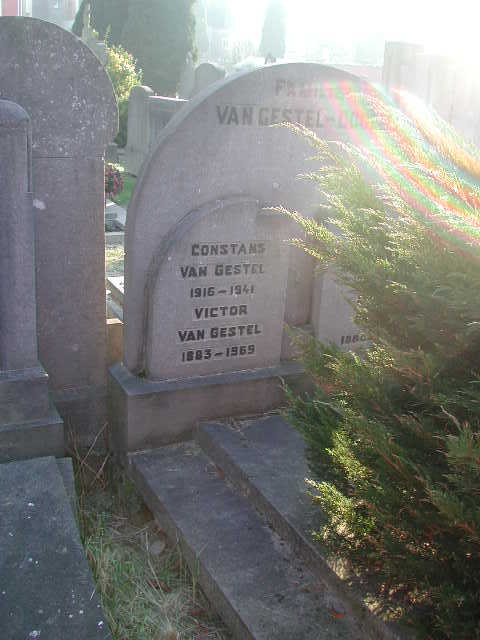 VAN GESTEL-
CONSTANS
VAN GESTEL
1916-1941
VICTOR
VAN GESTEL
1883-1969